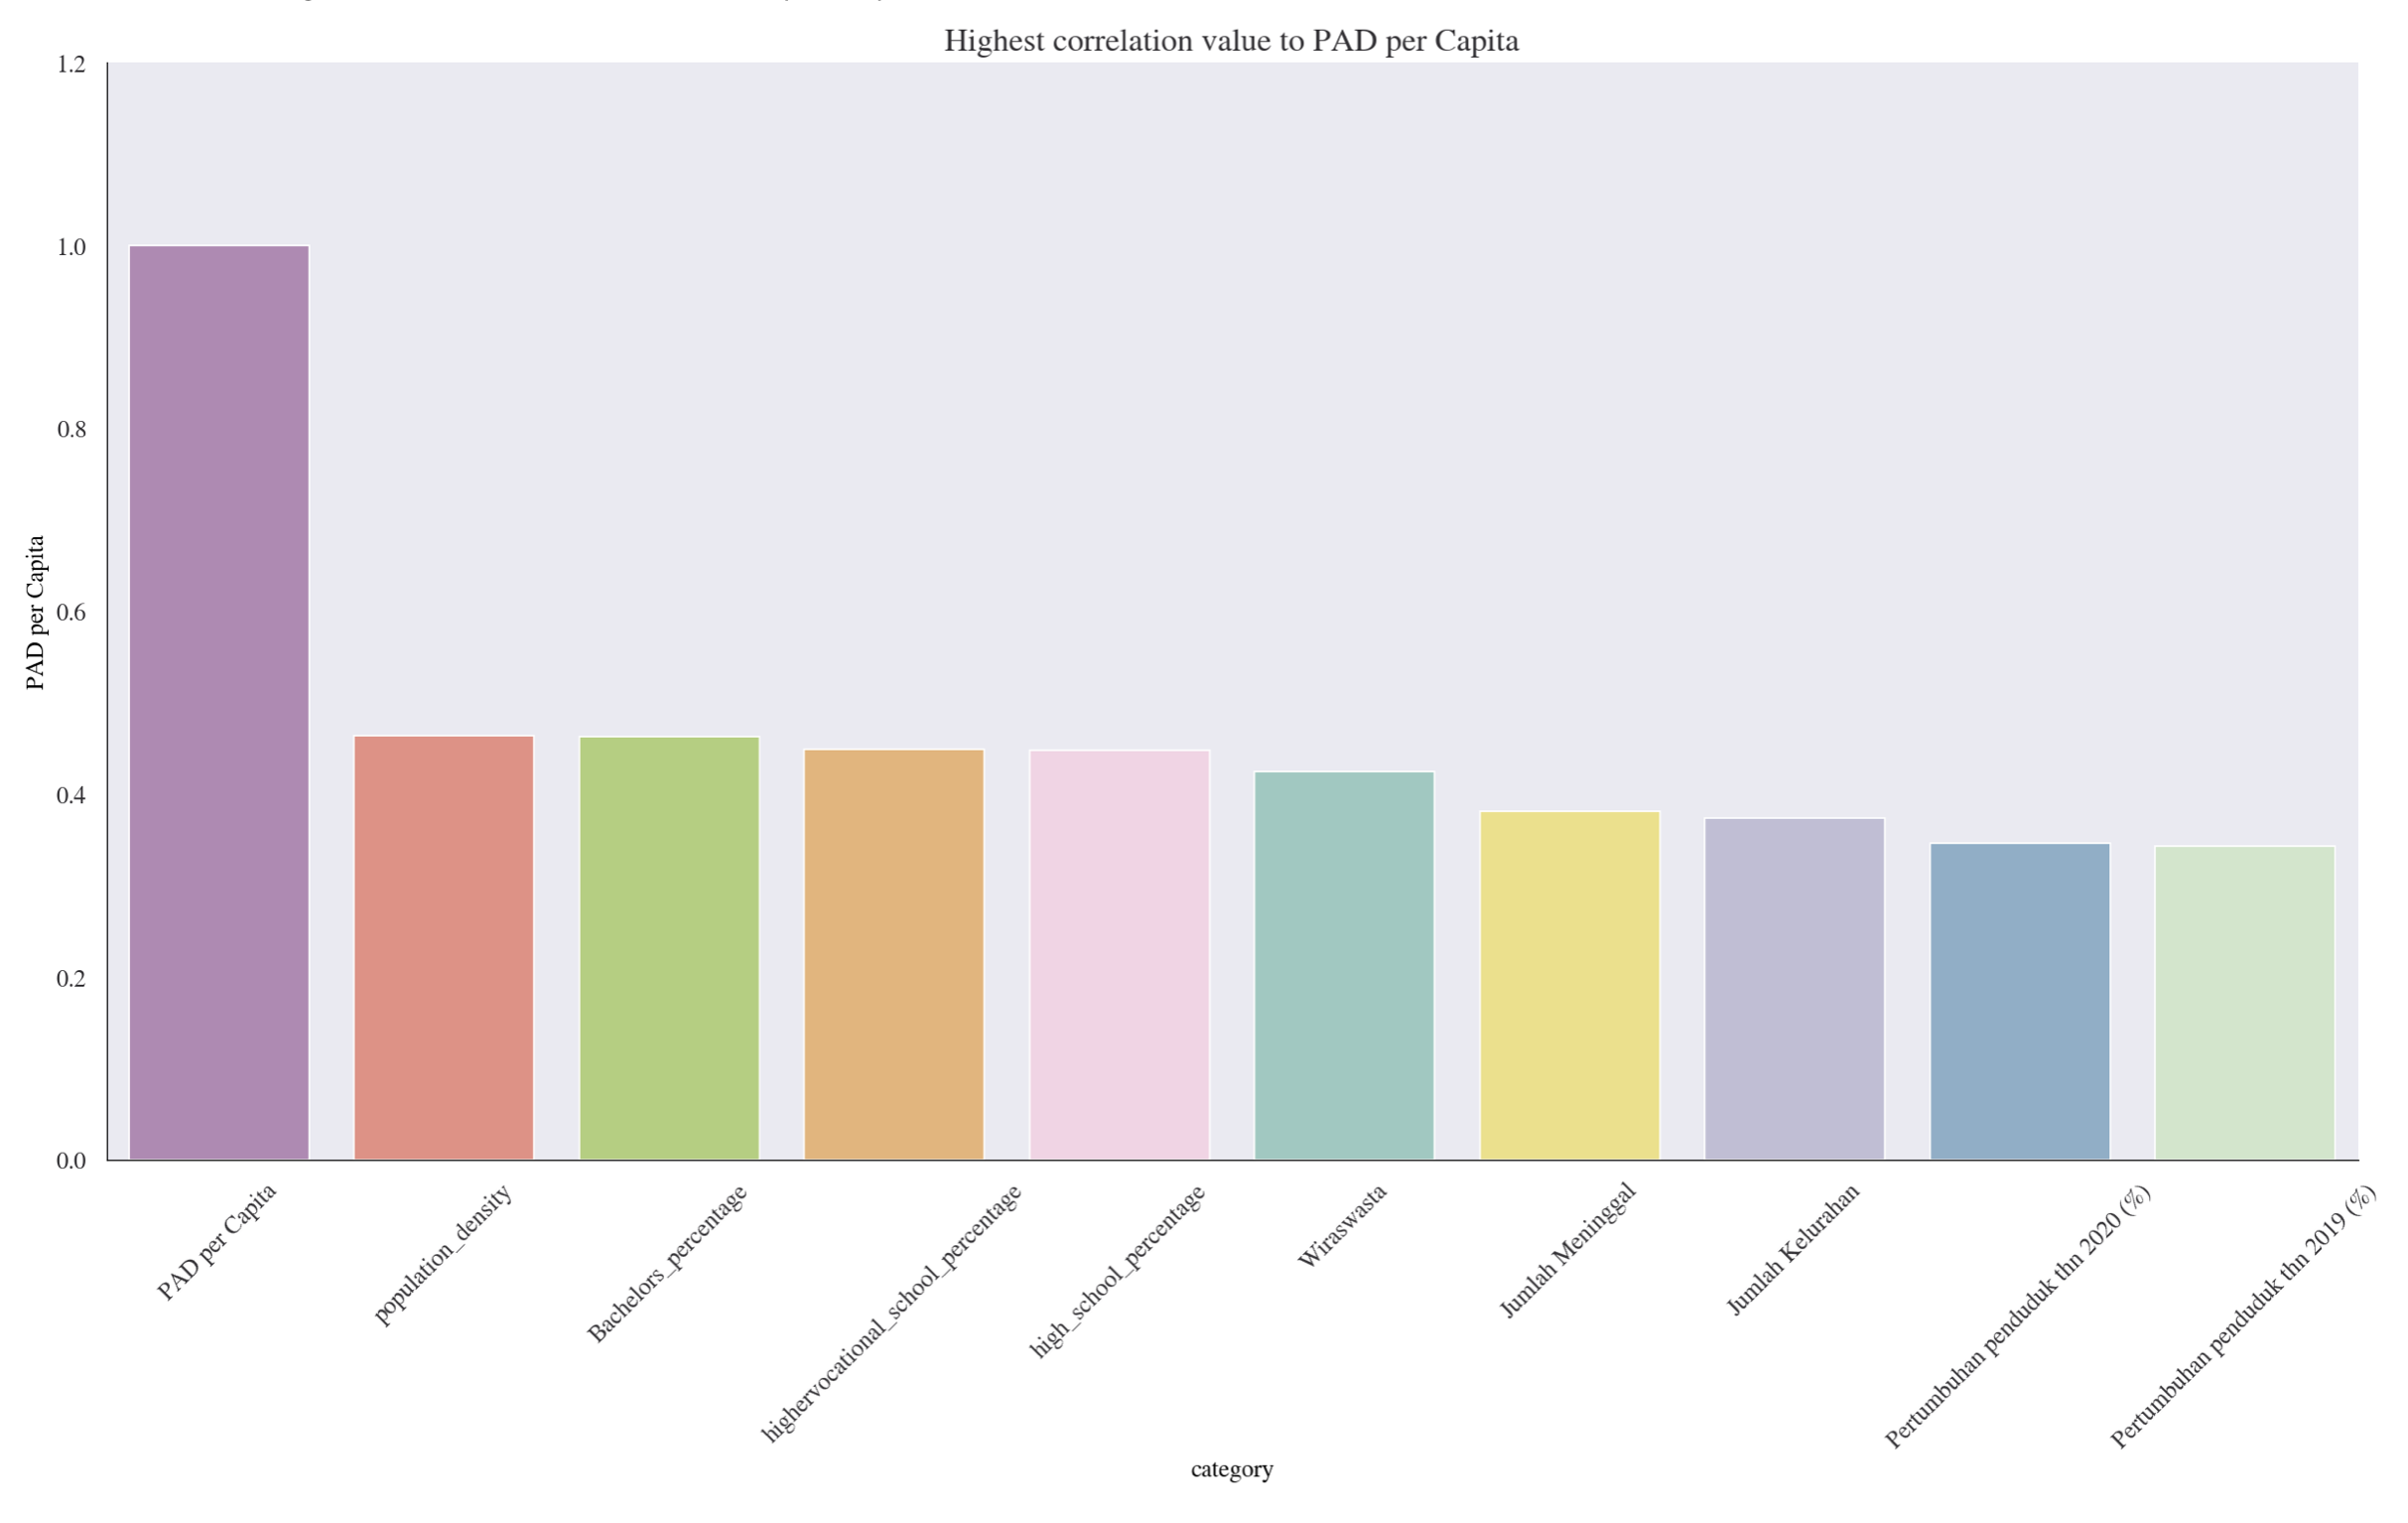 Highest correlation value to PAD per Capita
1.2
1.0
0.8
0.6
0.4
0.2
0.0
PAD per Capita
PAD per Capita
population_density
Bachelors_percentage
highervocational_school_percentage
high_school_percentage
Wiraswasta
Jumlah Meninggal
Jumlah Kelurahan
Pertumbuhan penduduk thn 2020 (%)
Pertumbuhan penduduk thn 2019 (%)
category